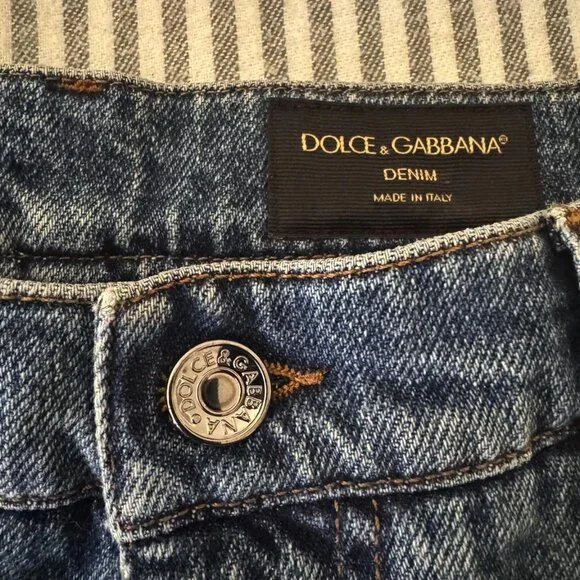 DOLCE & GABBANA®
DENIM
MADE IN ITALY
DOLCE&GABBANA